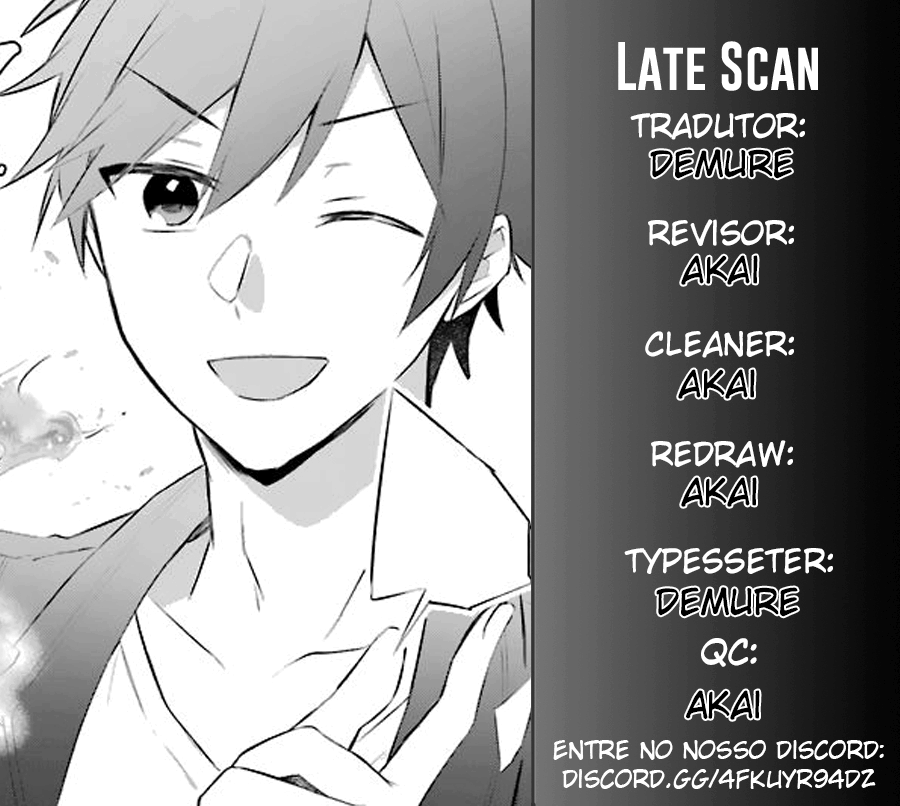 LATE SCAN
TRADUTOR:
DEMURE
REVISOR:
AKAI
CLEANER:
AKAI
REDRAW:
AKAI
TYPESSETER:
DEMURE
QC:
AKAI
ENTRE NO NOSSO DISCORD:
DISCORD.GG/4FKUYR94DZ